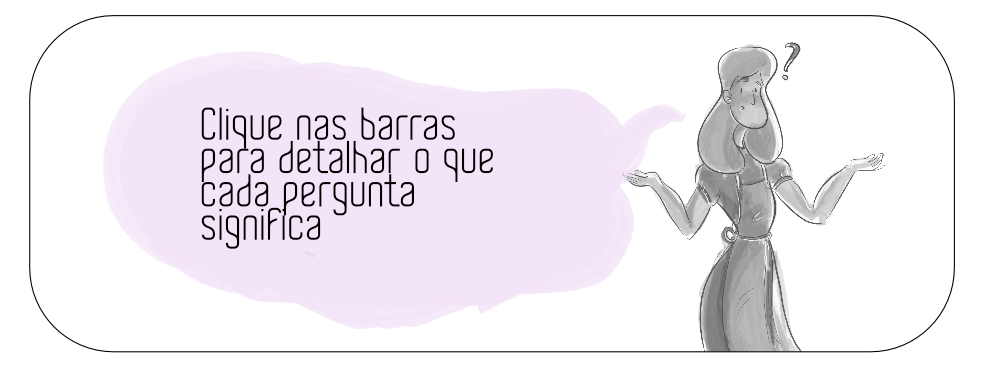 ?
Clique nas barras
para detalhar o que
cada pergunta
significa